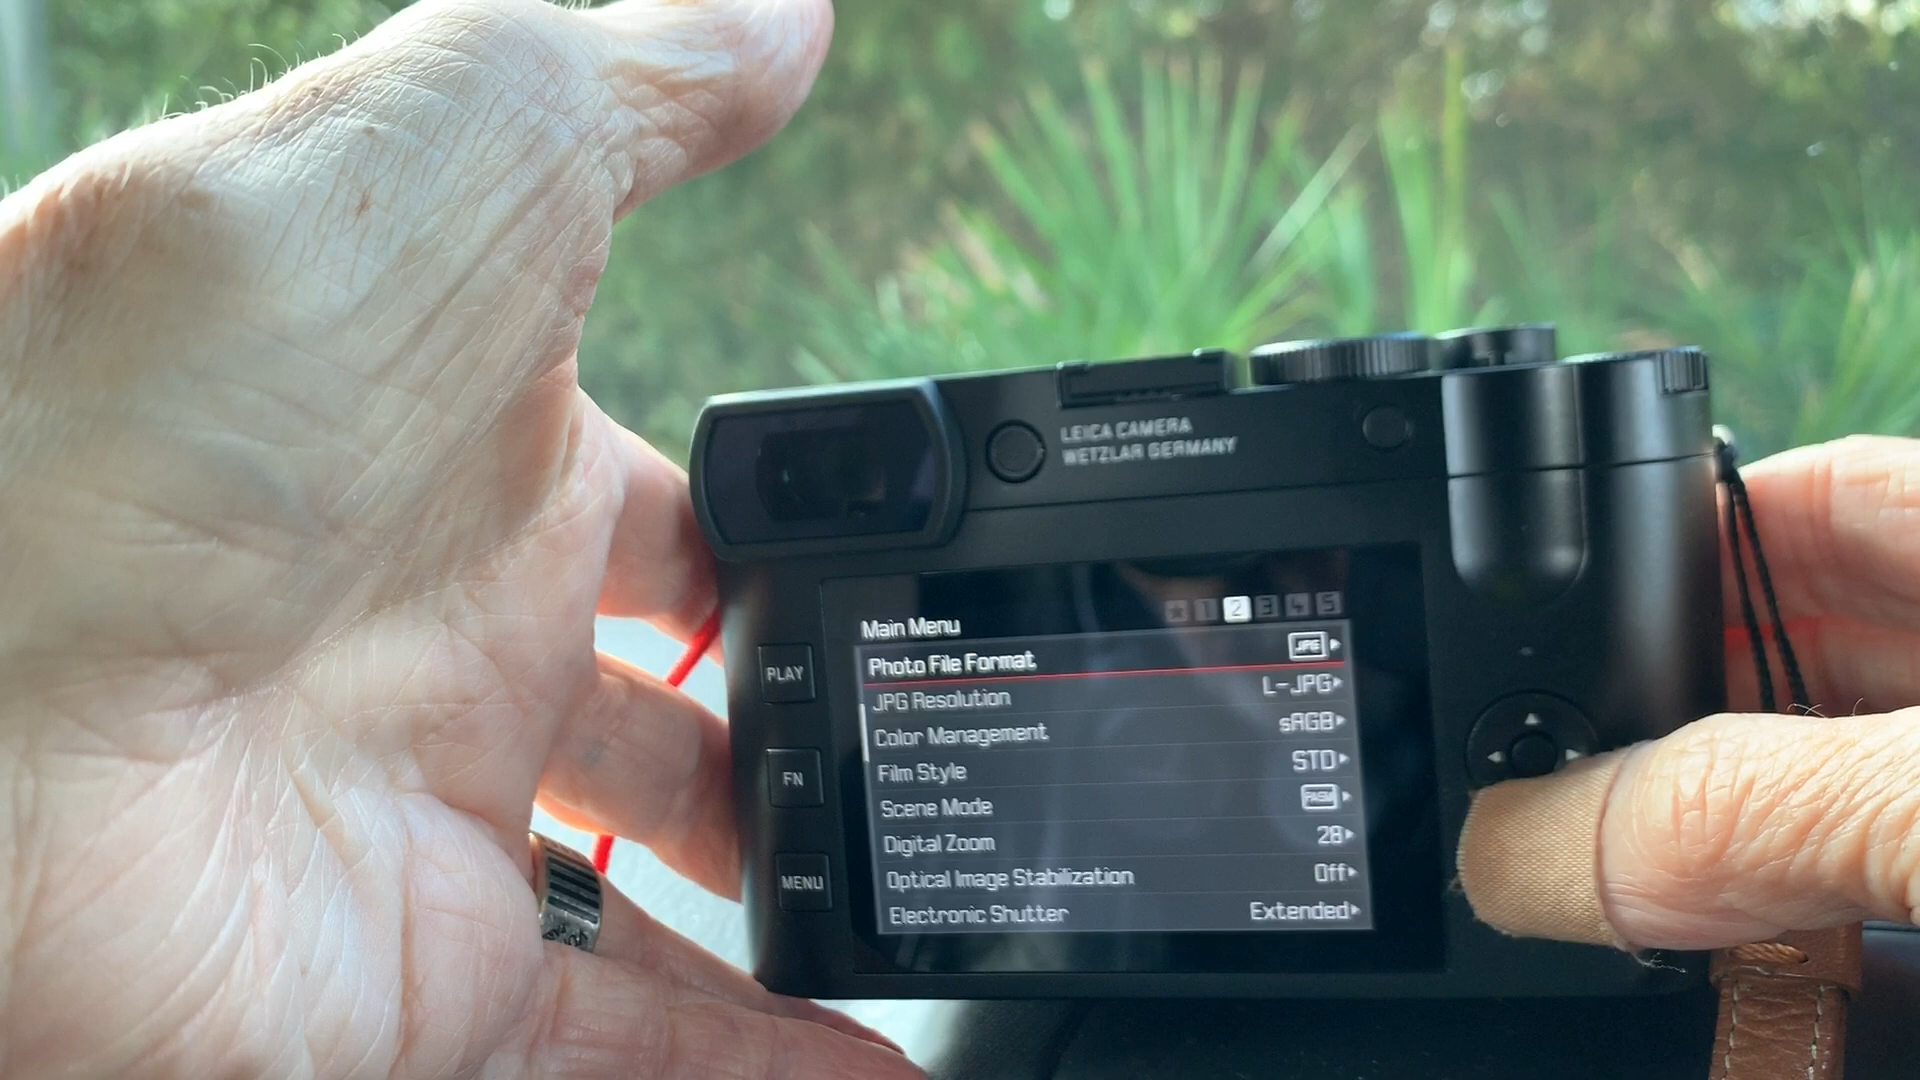 LEICA CAMERA
WETZLAR GERMANY
★ 1 2 3 4 5
Main Menu
Photo File Format JPG
JPG Resolution L-JPG
Color Management sRGB
Film Style STD
Scene Mode PASM
Digital Zoom 28
Optical Image Stabilization Off
Electronic Shutter Extended
PLAY
FN
MENU